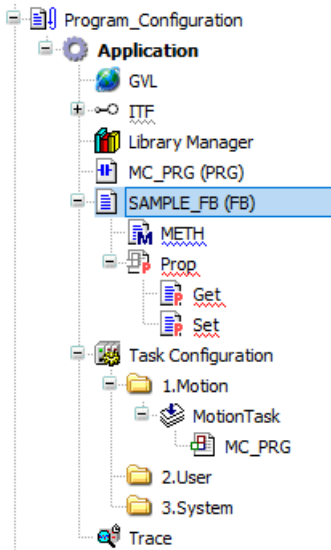 Program_Configuration
Application
GVL
ITF
Library Manager
MC_PRG (PRG)
SAMPLE_FB (FB)
METH
Prop
Get
Set
Task Configuration
1.Motion
MotionTask
MC_PRG
2.User
3.System
Trace